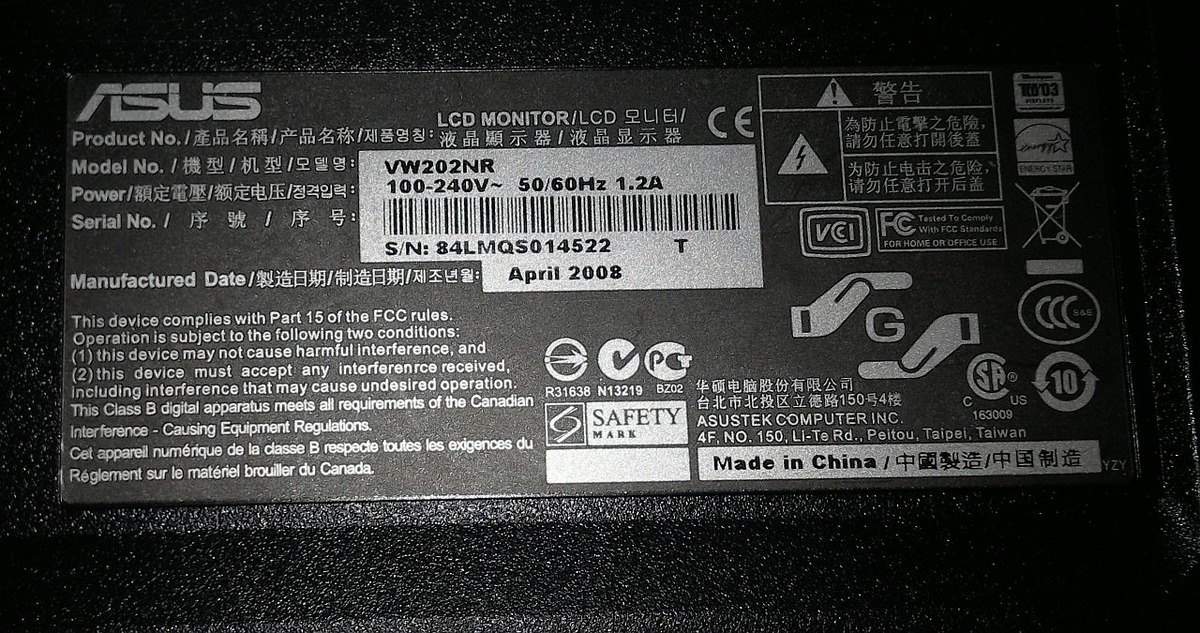 ASUS
LCD MONITOR/LCD 모니터/
Product No./產品名稱/产品名称/제품명칭: 液晶顯示器/液晶显示器
Model No./機型/机型/모델명: VW202NR
Power/額定電壓/额定电压/정격입력: 100-240V~ 50/60Hz 1.2A
Serial No./序號/序号:
S/N: 84LMQS014522 T
Manufactured Date/製造日期/制造日期/제조년월: April 2008
CE
警告
為防止電擊之危險,
請勿任意打開後蓋
为防止电击之危险,
请勿任意打开后盖
TCO'03
ENERGY STAR
VCCI
FC Tested To Comply
With FCC Standards
FOR HOME OR OFFICE USE
This device complies with Part 15 of the FCC rules.
Operation is subject to the following two conditions:
(1) this device may not cause harmful interference, and
(2) this device must accept any interferenrce received,
including interference that may cause undesired operation.
This Class B digital apparatus meets all requirements of the Canadian
Interference - Causing Equipment Regulations.
Cet appareil numérique de la classe B respecte toutes les exigences du
Réglement sur le matériel brouiller du Canada.
R31638 N13219 BZ02
SAFETY
MARK
G
CCC S&E
C SA ® US
163009
10
华硕电脑股份有限公司
台北市北投区立德路150号4楼
ASUSTEK COMPUTER INC.
4F, NO. 150, Li-Te Rd., Peitou, Taipei, Taiwan
Made in China / 中國製造/中国制造
YZY